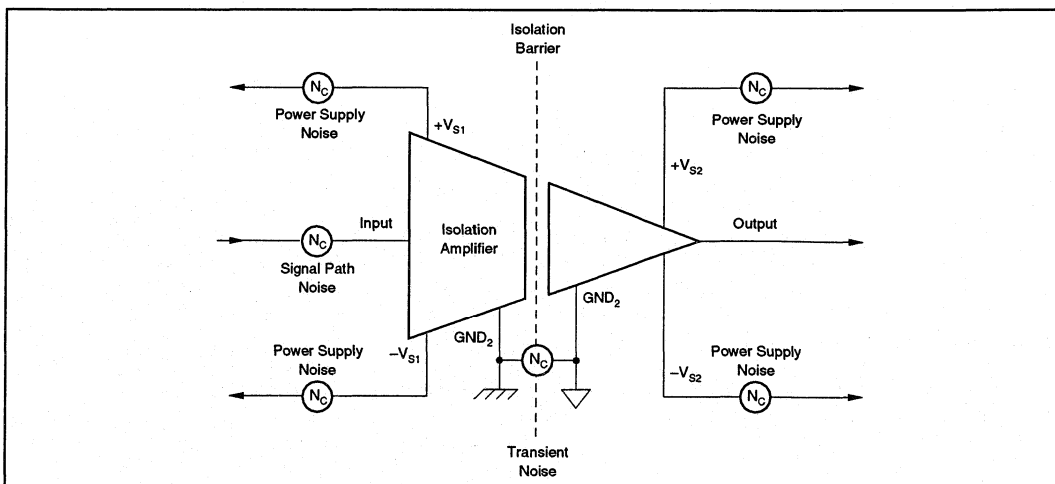 Isolation
Barrier
N_C
Power Supply
Noise
+V_S1
N_C
Power Supply
Noise
+V_S2
Input
N_C
Signal Path
Noise
Isolation
Amplifier
Output
GND_2
GND_2
Power Supply
Noise
–V_S1
N_C
N_C
Power Supply
Noise
–V_S2
N_C
Transient
Noise